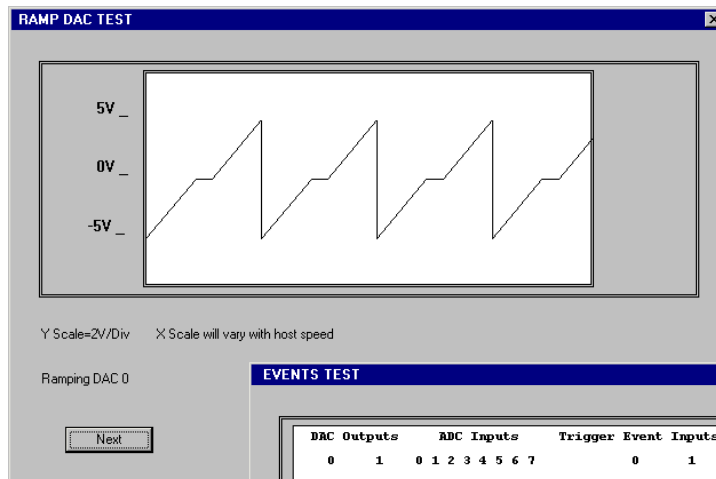 RAMP DAC TEST
5V _
0V _
-5V _
Y Scale=2V/Div X Scale will vary with host speed
Ramping DAC 0
Next
EVENTS TEST
DAC Outputs ADC Inputs Trigger Event Inputs
0 1 0 1 2 3 4 5 6 7 0 1